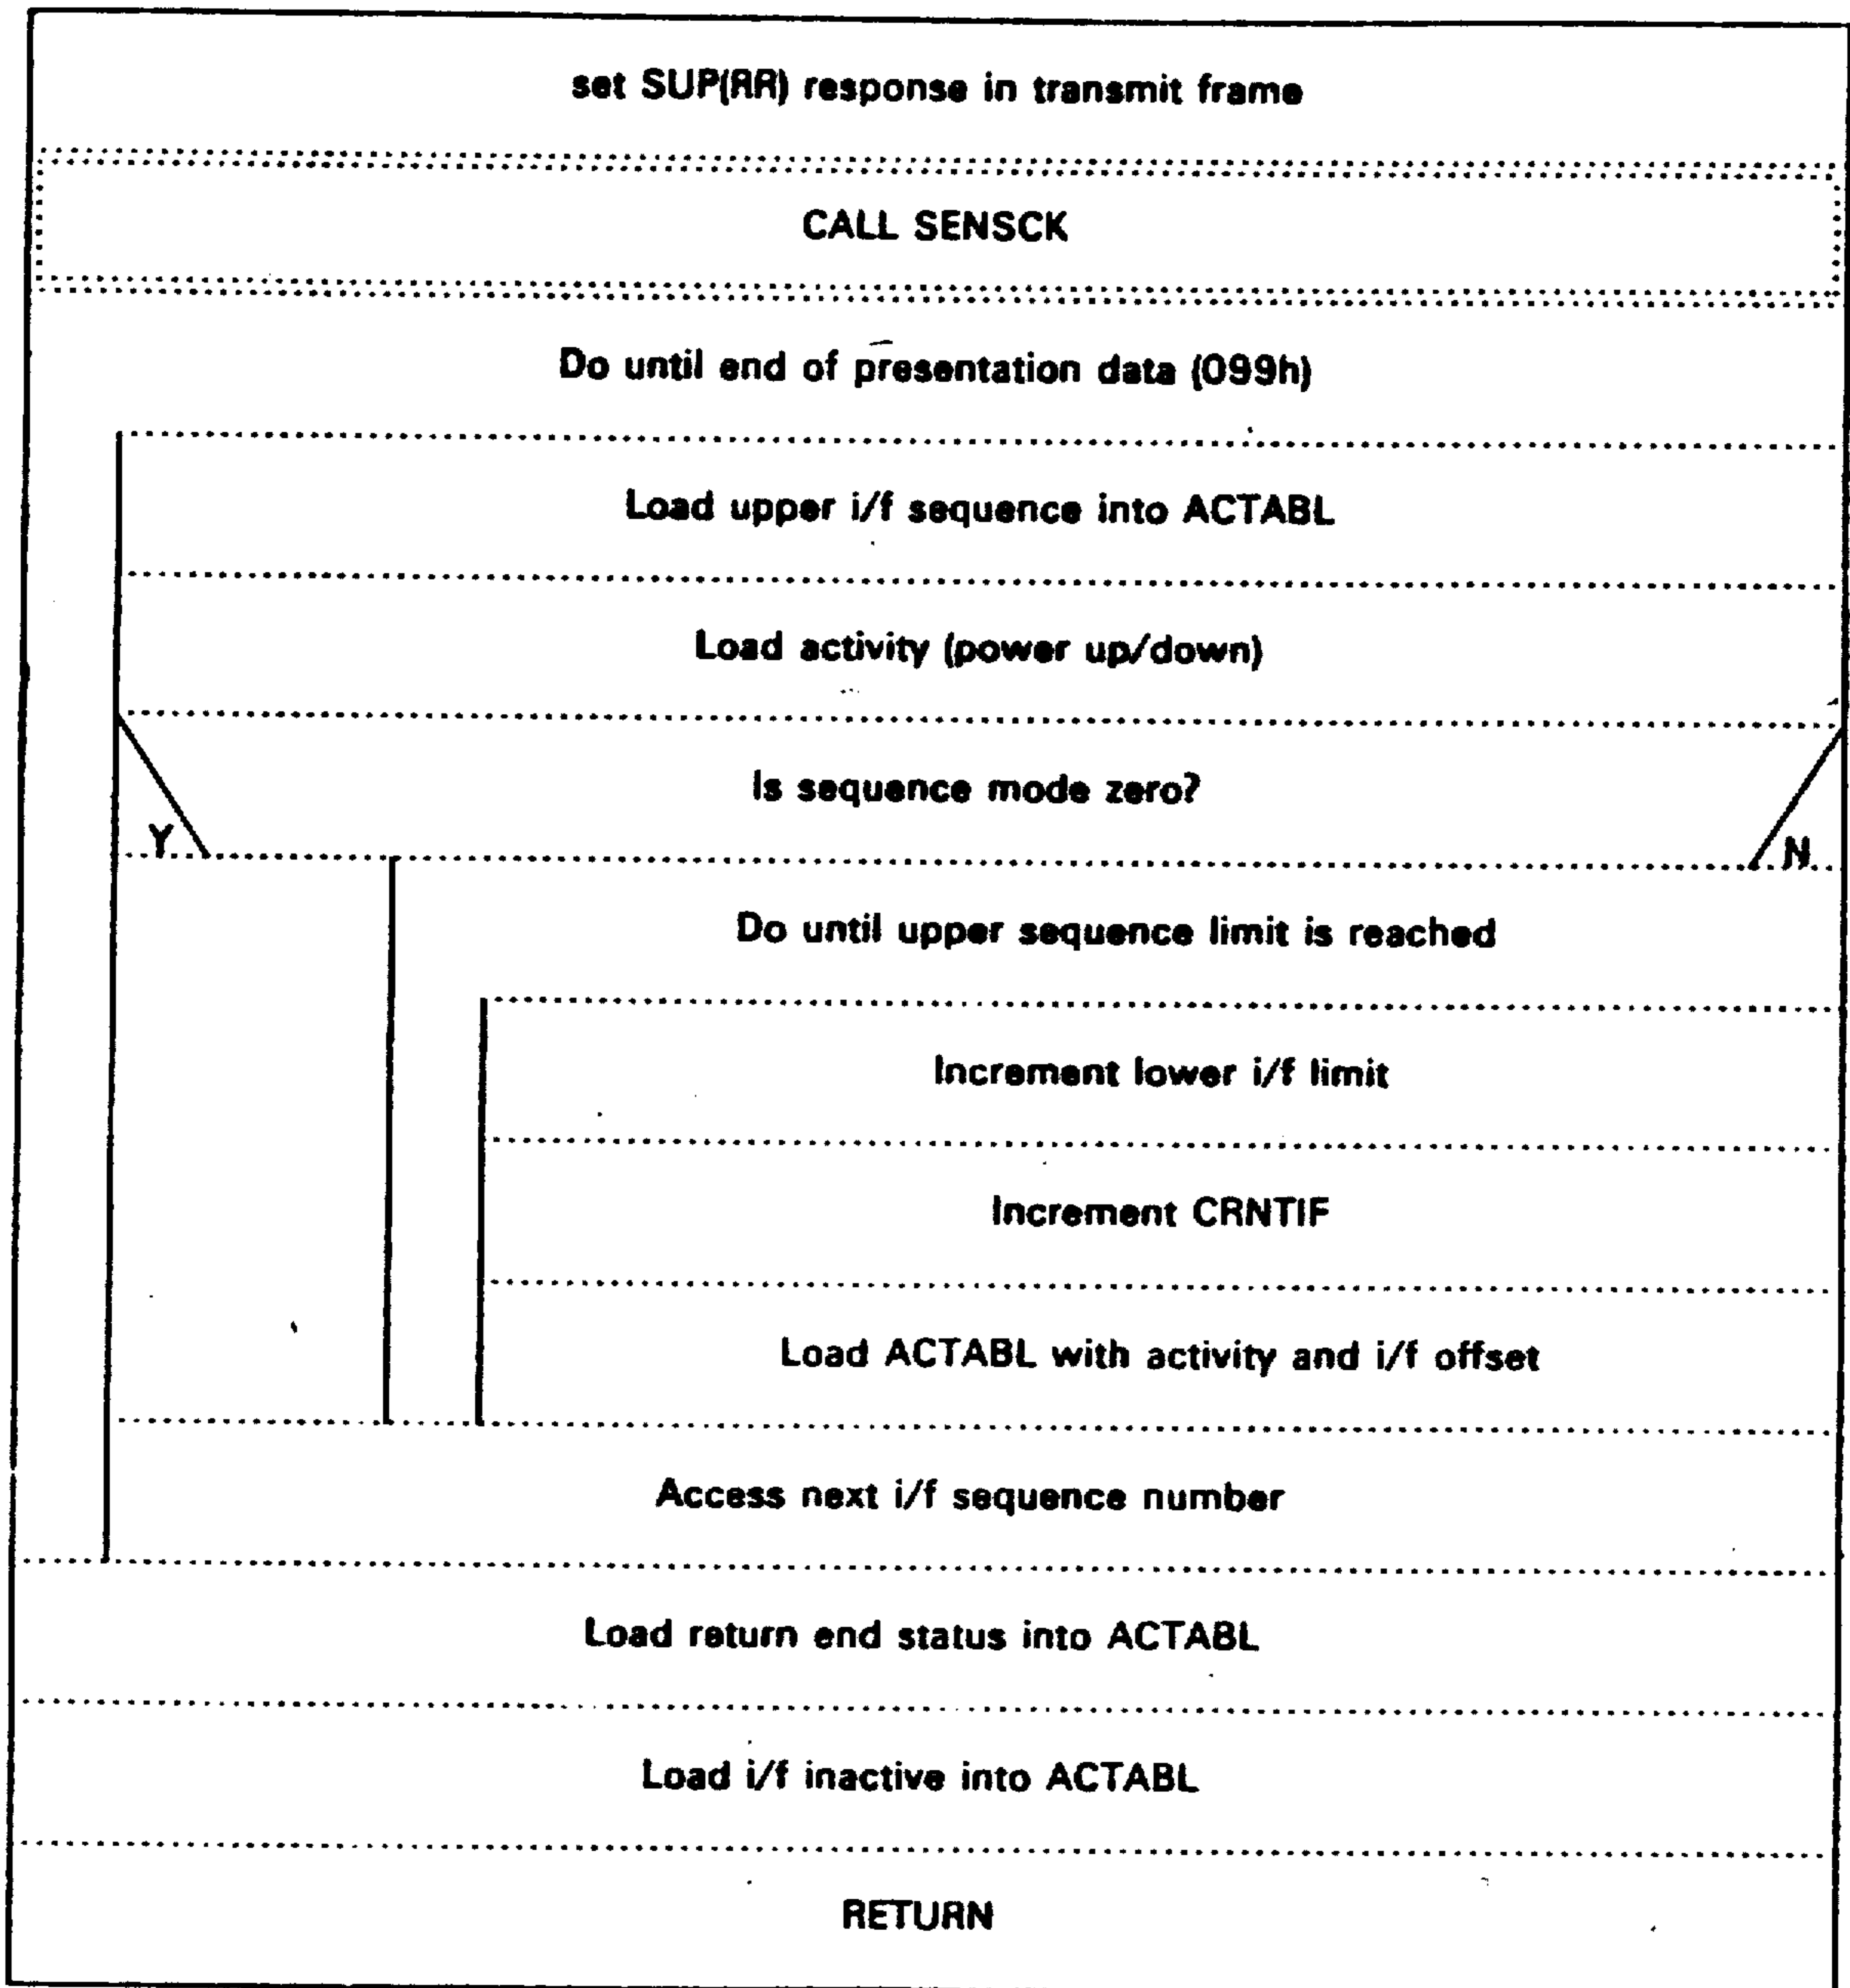 set SUP(RR) response in transmit frame
CALL SENSCK
Do until end of presentation data (099h)
Load upper i/f sequence into ACTABL
Load activity (power up/down)
Is sequence mode zero?
Y
N
Do until upper sequence limit is reached
Increment lower i/f limit
Increment CRNTIF
Load ACTABL with activity and i/f offset
Access next i/f sequence number
Load return end status into ACTABL
Load i/f inactive into ACTABL
RETURN